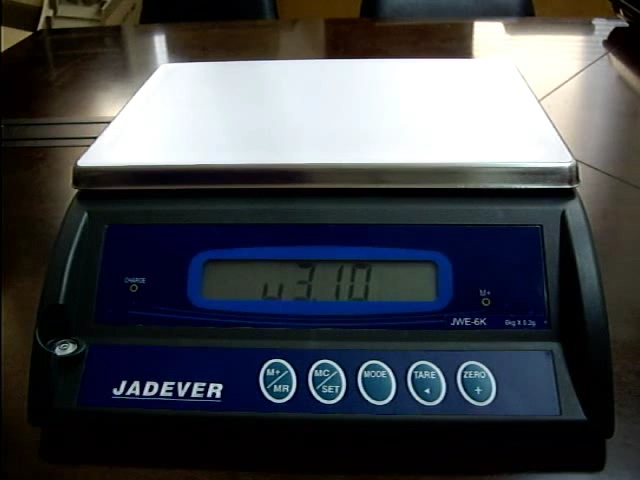 CHARGE
u3.10
M+
JWE-6K 6kg X 0.2g
JADEVER
M+/MR
MC/SET
MODE
TARE
ZERO
+